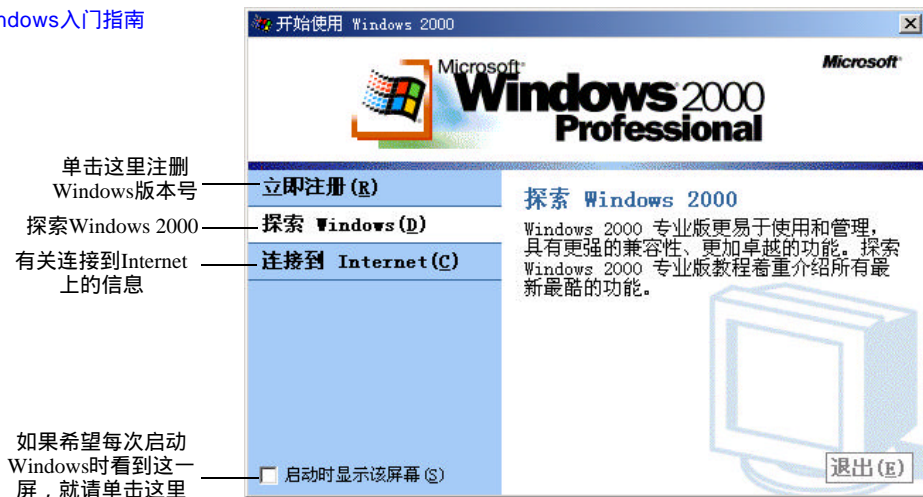 ndows入门指南
开始使用 Windows 2000
Microsoft
Windows 2000
Professional
Microsoft
单击这里注删
Windows版本号
探索Windows 2000
有关连接到Internet
上的信息
如果希望每次启动
Windows时看到这一
屏，就请单击这里
立即注册(R)
探索 Windows(D)
连接到 Internet(C)
探索 Windows 2000
Windows 2000 专业版更易于使用和管理，
具有更强的兼容性、更加卓越的功能。探索
Windows 2000 专业版教程着重介绍所有最
新最酷的功能。
启动时显示该屏幕(S)
退出(E)